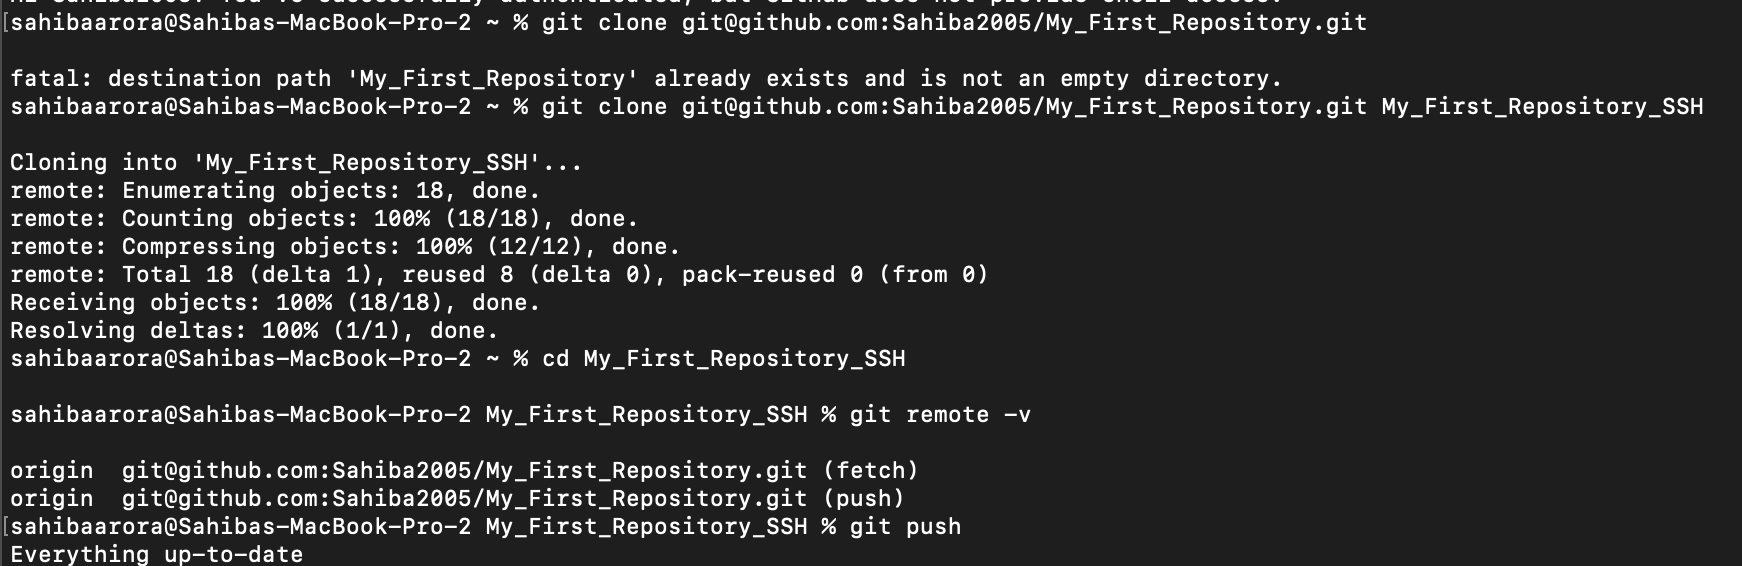 sahibaarora@Sahibas-MacBook-Pro-2 ~ % git clone git@github.com:Sahiba2005/My_First_Repository.git
fatal: destination path 'My_First_Repository' already exists and is not an empty directory.
sahibaarora@Sahibas-MacBook-Pro-2 ~ % git clone git@github.com:Sahiba2005/My_First_Repository.git My_First_Repository_SSH
Cloning into 'My_First_Repository_SSH'...
remote: Enumerating objects: 18, done.
remote: Counting objects: 100% (18/18), done.
remote: Compressing objects: 100% (12/12), done.
remote: Total 18 (delta 1), reused 8 (delta 0), pack-reused 0 (from 0)
Receiving objects: 100% (18/18), done.
Resolving deltas: 100% (1/1), done.
sahibaarora@Sahibas-MacBook-Pro-2 ~ % cd My_First_Repository_SSH
sahibaarora@Sahibas-MacBook-Pro-2 My_First_Repository_SSH % git remote -v
origin  git@github.com:Sahiba2005/My_First_Repository.git (fetch)
origin  git@github.com:Sahiba2005/My_First_Repository.git (push)
sahibaarora@Sahibas-MacBook-Pro-2 My_First_Repository_SSH % git push
Everything up-to-date